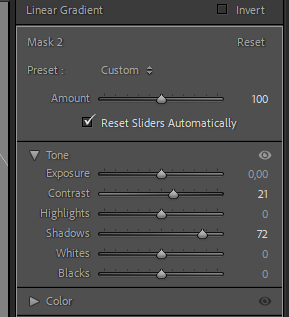 Linear Gradient Invert
Mask 2 Reset
Preset : Custom
Amount 100
Reset Sliders Automatically
Tone
Exposure 0,00
Contrast 21
Highlights 0
Shadows 72
Whites 0
Blacks 0
Color